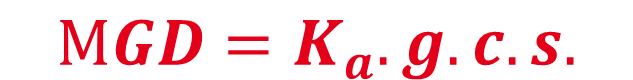 MGD = Kₐ.g.c.s.